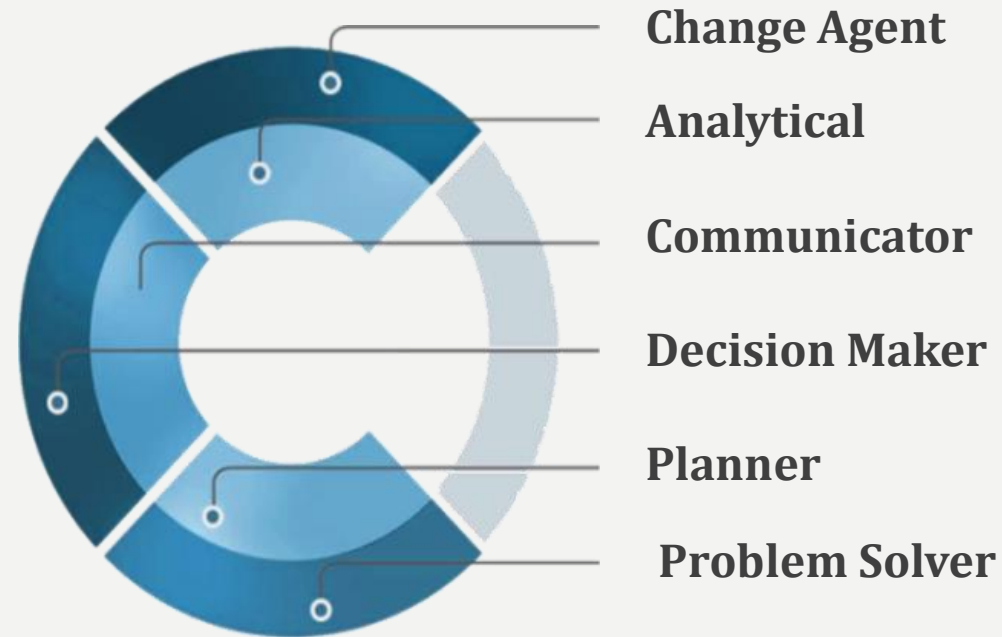 Change Agent
Analytical
Communicator
Decision Maker
Planner
Problem Solver